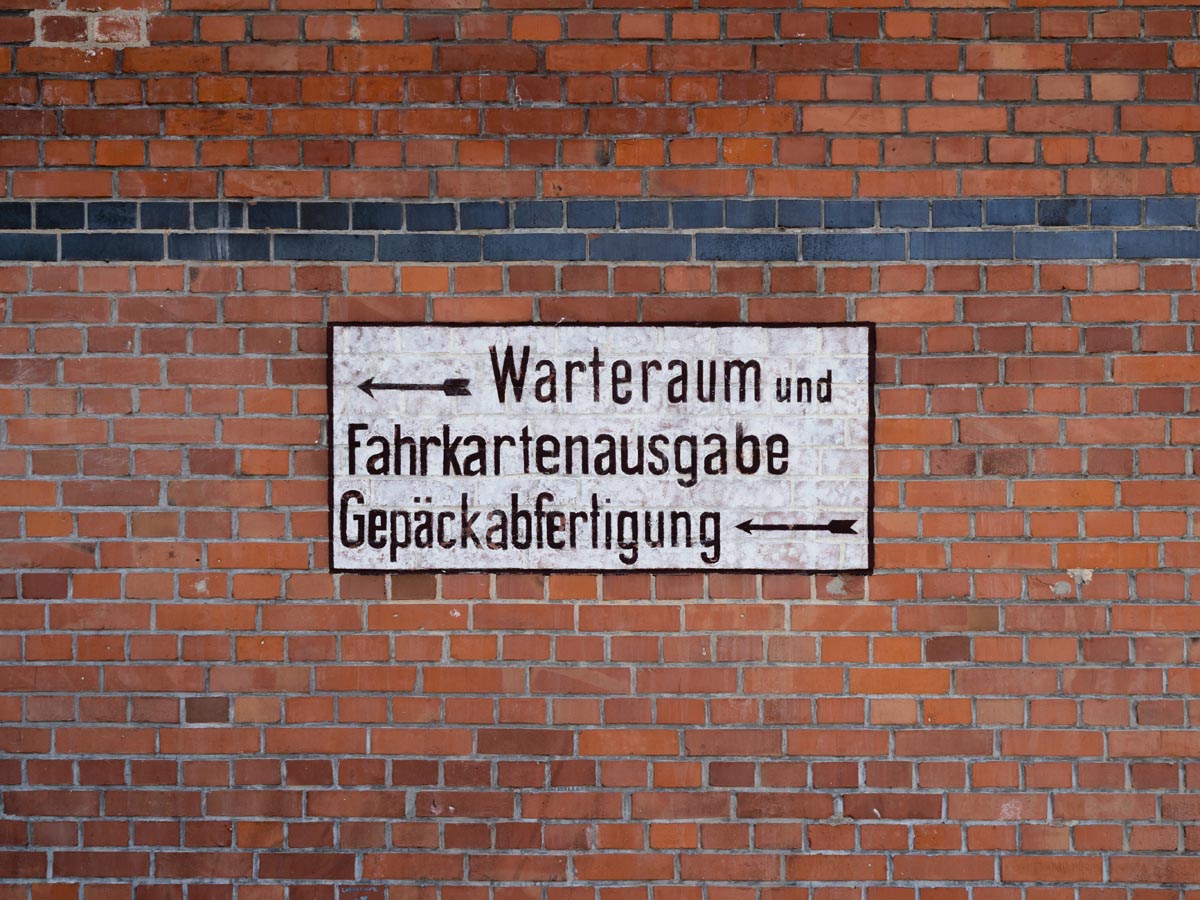 Warteraum und
Fahrkartenausgabe
Gepäckabfertigung